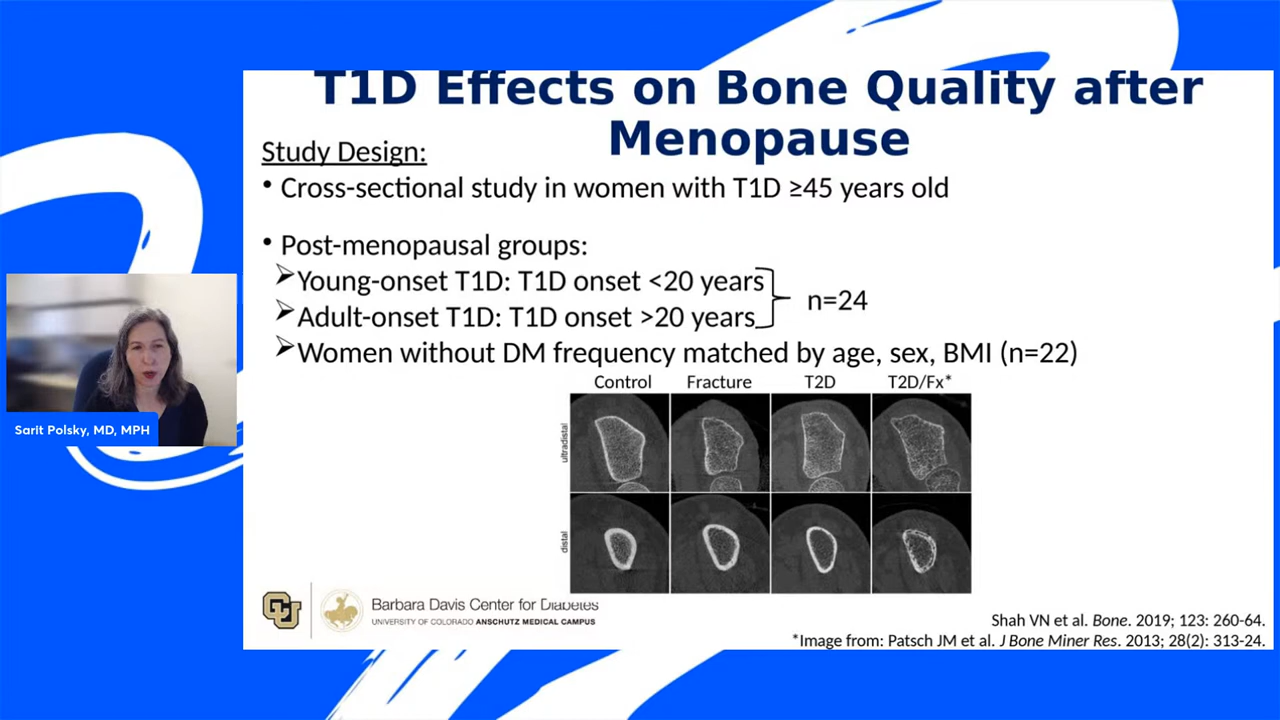 T1D Effects on Bone Quality after
Menopause
Study Design:
• Cross-sectional study in women with T1D ≥45 years old
• Post-menopausal groups:
➢Young-onset T1D: T1D onset <20 years
➢Adult-onset T1D: T1D onset >20 years
n=24
➢Women without DM frequency matched by age, sex, BMI (n=22)
Control Fracture T2D T2D/Fx*
ultradistal
distal
Sarit Polsky, MD, MPH
CU
Barbara Davis Center for Diabetes
UNIVERSITY OF COLORADO ANSCHUTZ MEDICAL CAMPUS
Shah VN et al. Bone. 2019; 123: 260-64.
*Image from: Patsch JM et al. J Bone Miner Res. 2013; 28(2): 313-24.